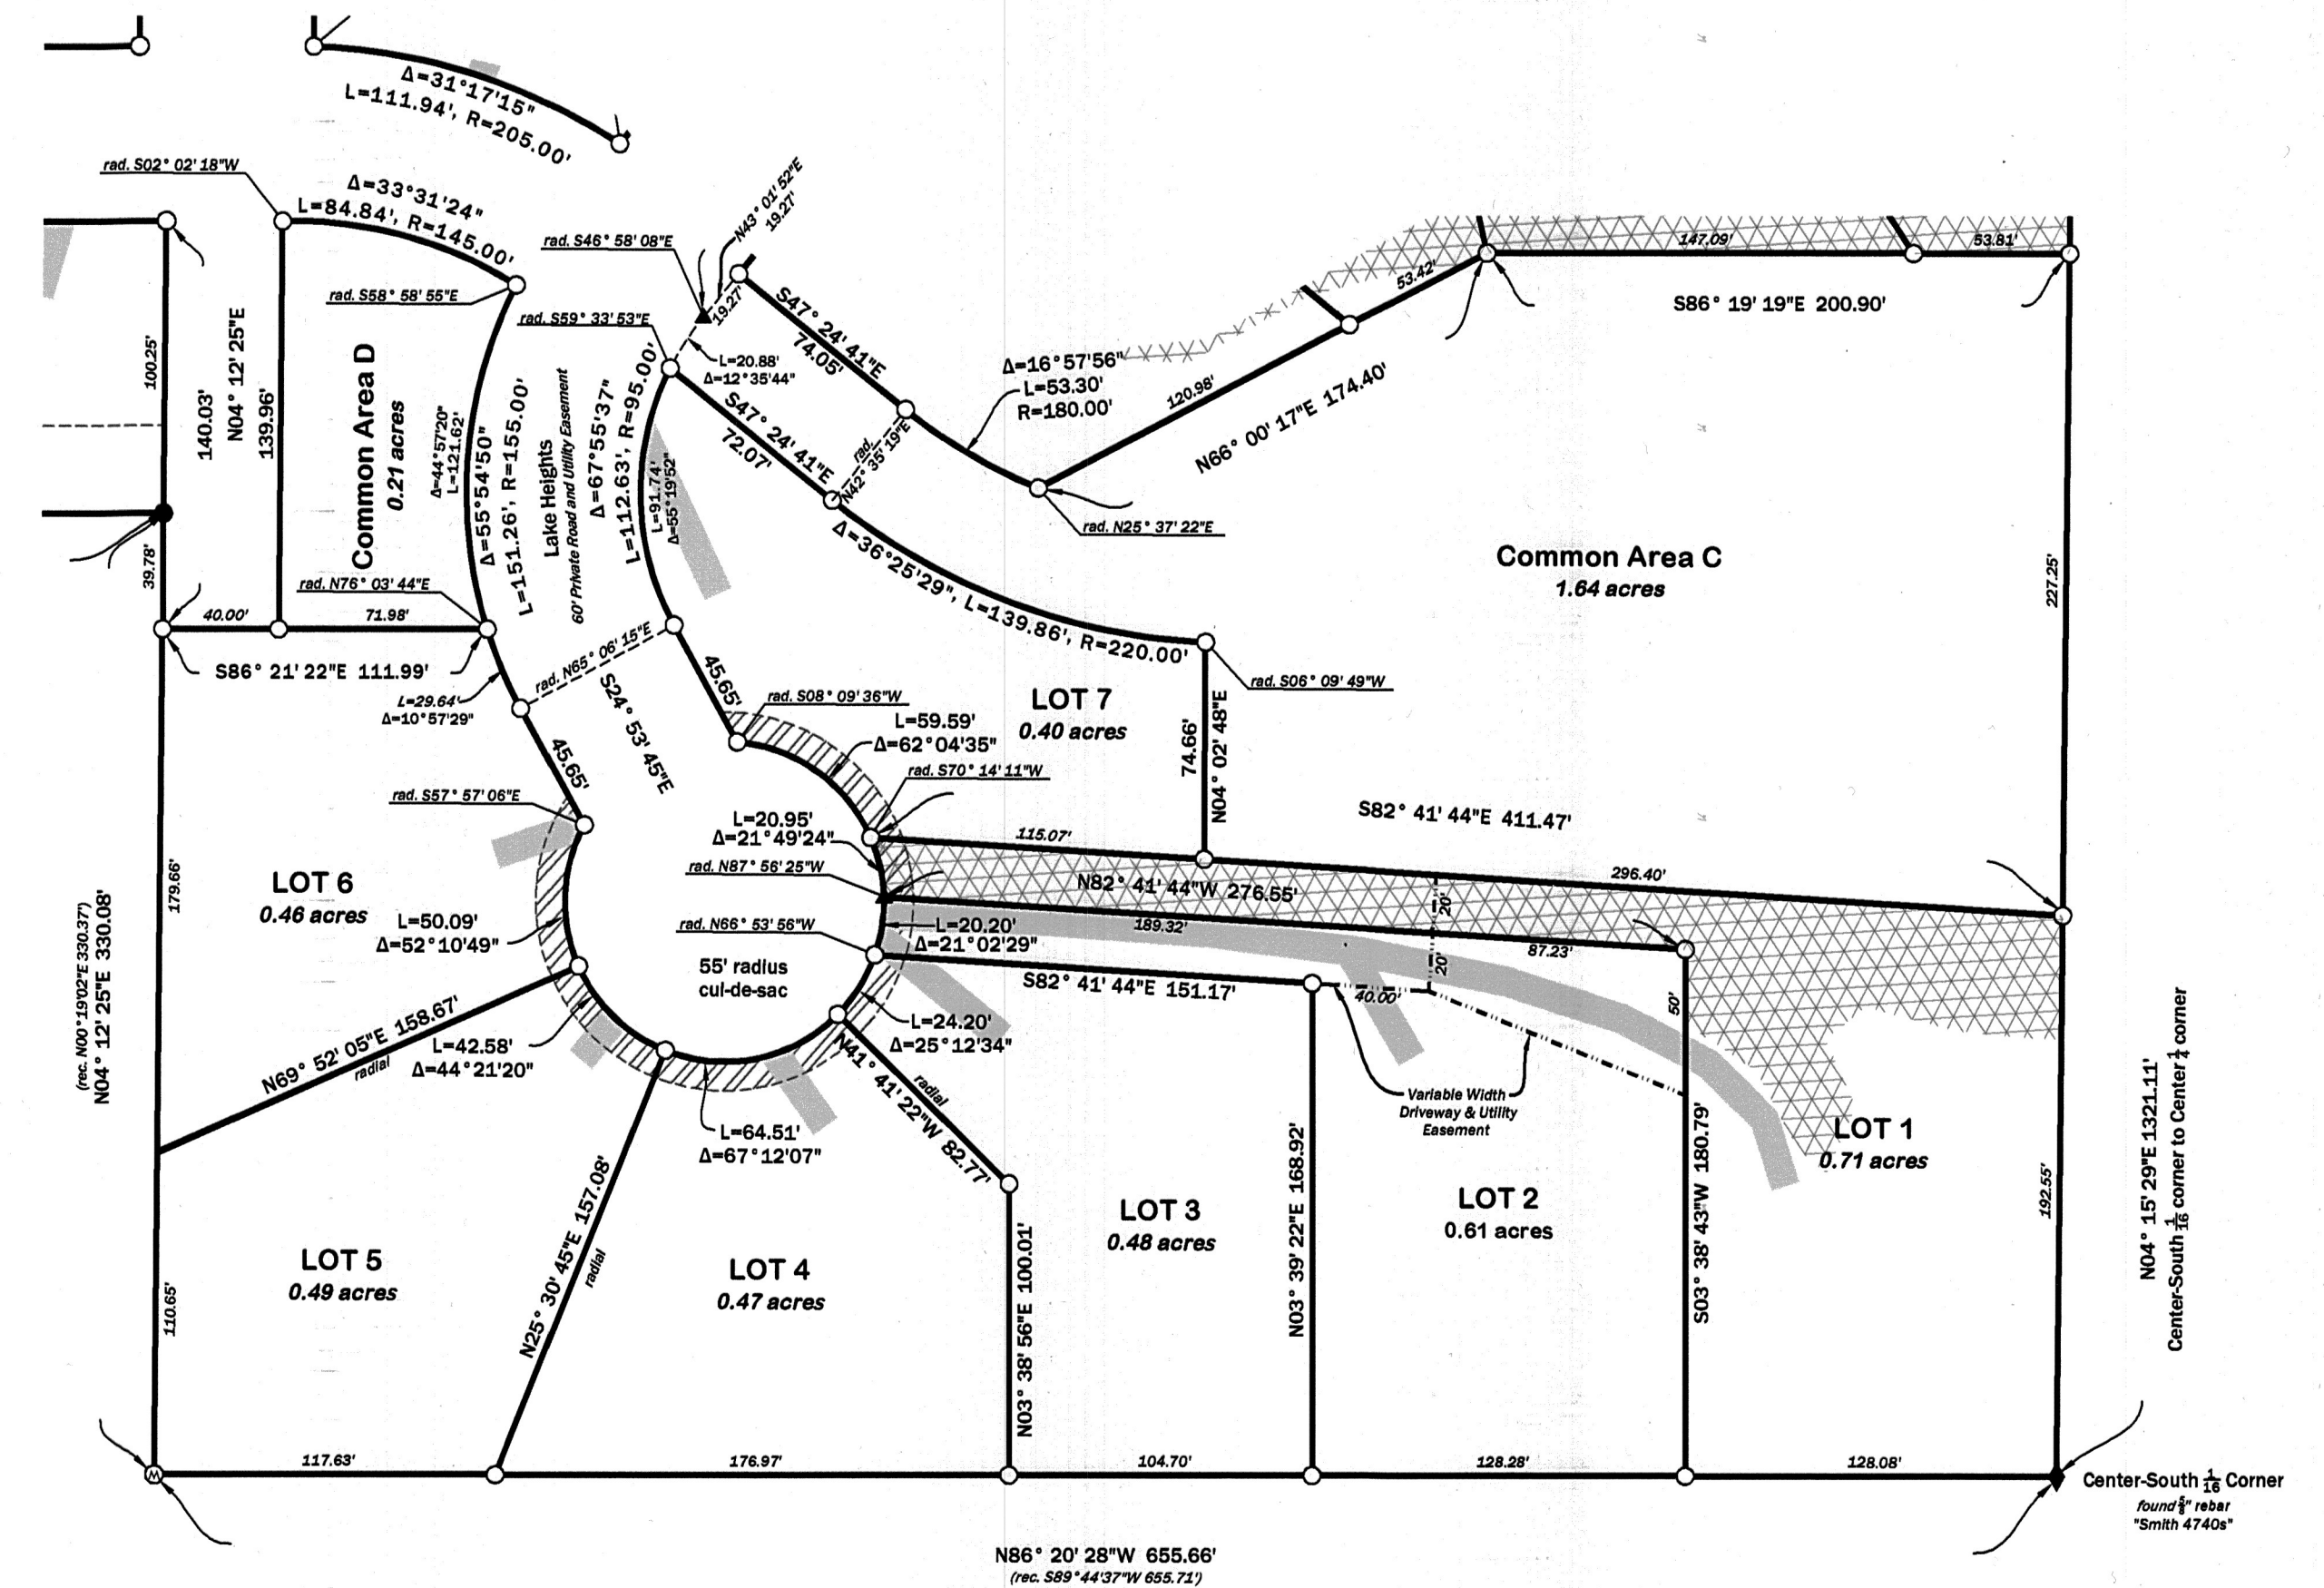 Δ=31°17'15"
L=111.94', R=205.00'
rad. S02° 02' 18"W
Δ=33°31'24"
L=84.84', R=145.00'
N43° 01' 52"E
19.27'
rad. S46° 58' 08"E
rad. S58° 58' 55"E
rad. S59° 33' 53"E
19.27'
S47° 24' 41"E
74.05'
L=20.88'
Δ=12°35'44"
S47° 24' 41"E
72.07'
rad.
N42° 35' 19"E
Δ=16°57'56"
L=53.30'
R=180.00'
53.42'
120.98'
N66° 00' 17"E 174.40'
147.09'
53.81'
S86° 19' 19"E 200.90'
100.25'
140.03'
N04° 12' 25"E
139.96'
Common Area D
0.21 acres
Δ=44°57'20"
L=121.62'
Δ=55°54'50"
L=151.26', R=155.00'
Lake Heights
60' Private Road and Utility Easement
Δ=67°55'37"
L=112.63', R=95.00'
L=91.74'
Δ=55°19'52"
rad. N25° 37' 22"E
Common Area C
1.64 acres
227.25'
39.78'
rad. N76° 03' 44"E
40.00'
71.98'
S86° 21' 22"E 111.99'
L=29.64'
Δ=10°57'29"
rad. N65° 06' 15"E
Δ=36°25'29", L=139.86', R=220.00'
rad. S06° 09' 49"W
45.65'
S24° 53' 45"E
45.65'
rad. S08° 09' 36"W
L=59.59'
Δ=62°04'35"
LOT 7
0.40 acres
74.66'
N04° 02' 48"E
rad. S70° 14' 11"W
rad. S57° 57' 06"E
L=20.95'
Δ=21°49'24"
115.07'
S82° 41' 44"E 411.47'
296.40'
rad. N87° 56' 25"W
N82° 41' 44"W 276.55'
20'
179.66'
LOT 6
0.46 acres
L=50.09'
Δ=52°10'49"
rad. N66° 53' 56"W
L=20.20'
Δ=21°02'29"
189.32'
87.23'
20'
55' radius
cul-de-sac
S82° 41' 44"E 151.17'
40.00'
50'
(rec. N00°19'02"E 330.37')
N04° 12' 25"E 330.08'
N69° 52' 05"E 158.67'
radial
L=42.58'
Δ=44°21'20"
L=24.20'
Δ=25°12'34"
N41° 41' 22"W 82.77'
radial
L=64.51'
Δ=67°12'07"
Variable Width
Driveway & Utility
Easement
LOT 1
0.71 acres
LOT 2
0.61 acres
LOT 3
0.48 acres
LOT 4
0.47 acres
LOT 5
0.49 acres
N25° 30' 45"E 157.08'
radial
N03° 38' 56"E 100.01'
N03° 39' 22"E 168.92'
S03° 38' 43"W 180.79'
192.55'
N04° 15' 29"E 1321.11'
Center-South 1/16 corner to Center 1/4 corner
110.65'
117.63'
176.97'
104.70'
128.28'
128.08'
M
Center-South 1/16 Corner
found 5/8" rebar
"Smith 4740s"
N86° 20' 28"W 655.66'
(rec. S89°44'37"W 655.71')